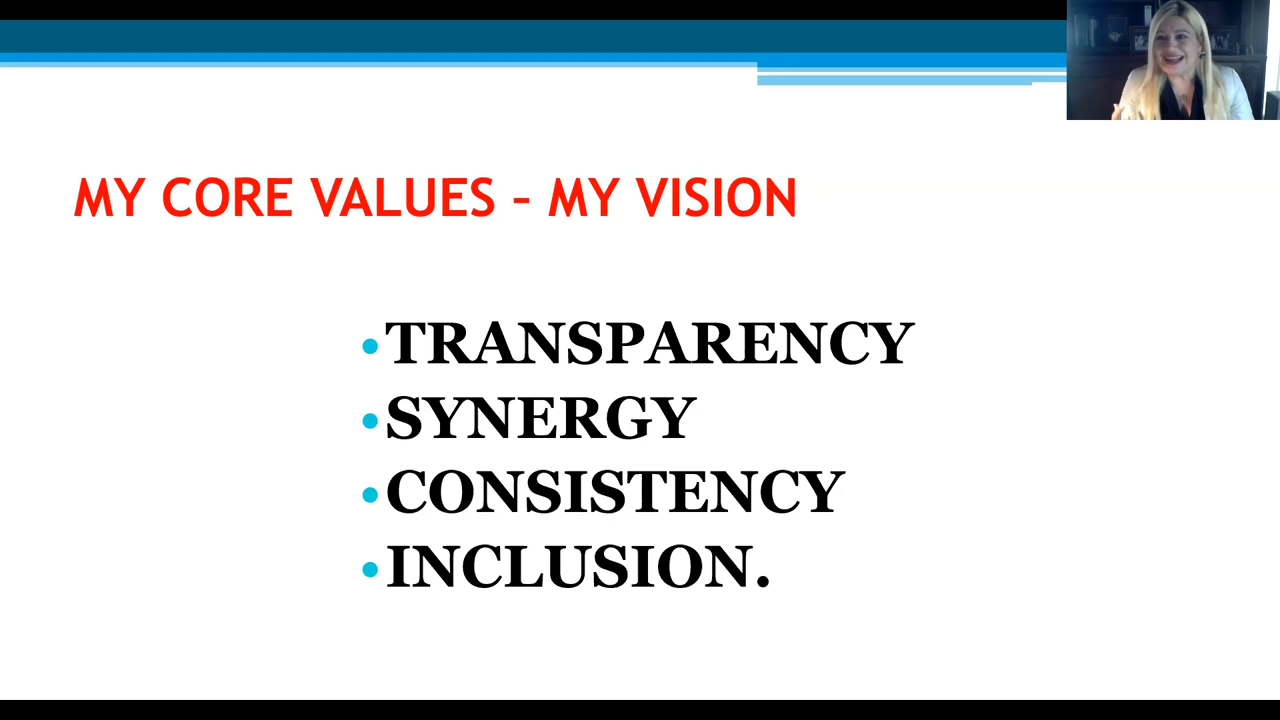 MY CORE VALUES – MY VISION
•TRANSPARENCY
•SYNERGY
•CONSISTENCY
•INCLUSION.